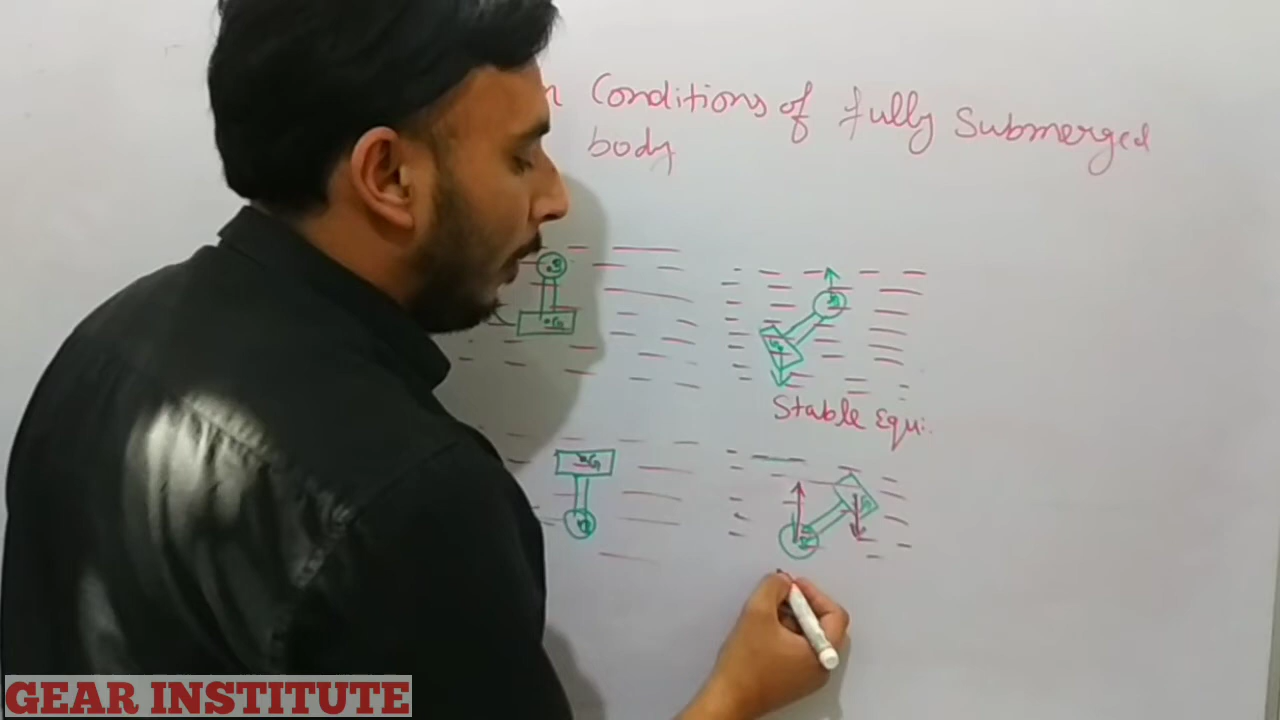 n Conditions of fully Submerged
body
B
G
B
G
Stable Equi.
G
B
G
B
GEAR INSTITUTE